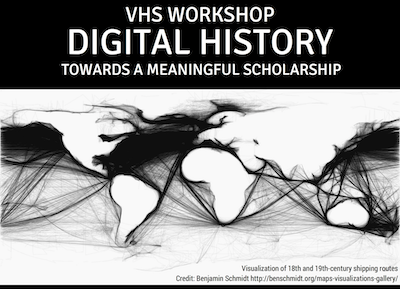 VHS WORKSHOP
DIGITAL HISTORY
TOWARDS A MEANINGFUL SCHOLARSHIP
Visualization of 18th and 19th-century shipping routes
Credit: Benjamin Schmidt http://benschmidt.org/maps-visualizations-gallery/